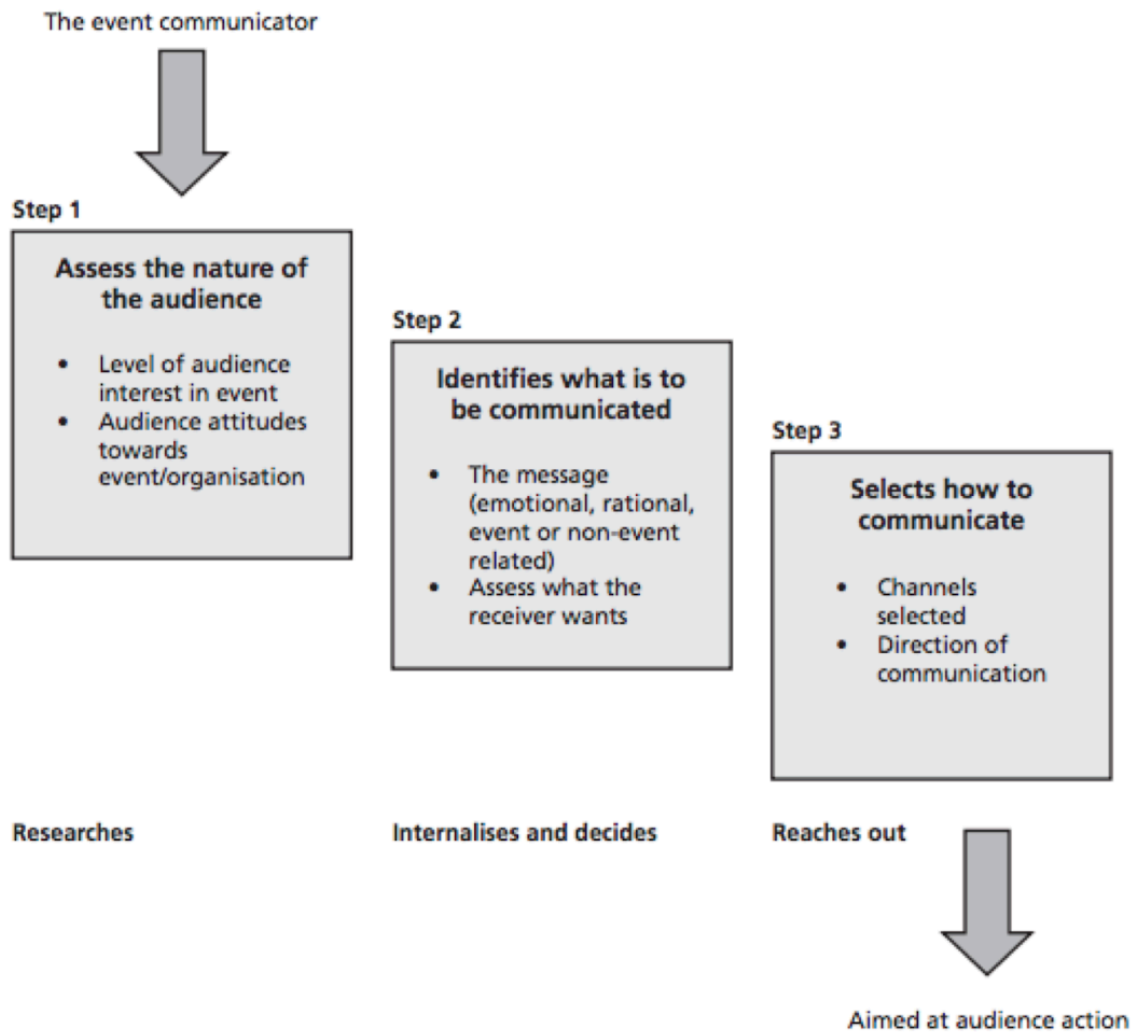 The event communicator
Step 1
Assess the nature of
the audience
• Level of audience
interest in event
• Audience attitudes
towards
event/organisation
Step 2
Identifies what is to
be communicated
• The message
(emotional, rational,
event or non-event
related)
• Assess what the
receiver wants
Step 3
Selects how to
communicate
• Channels
selected
• Direction of
communication
Researches
Internalises and decides
Reaches out
Aimed at audience action